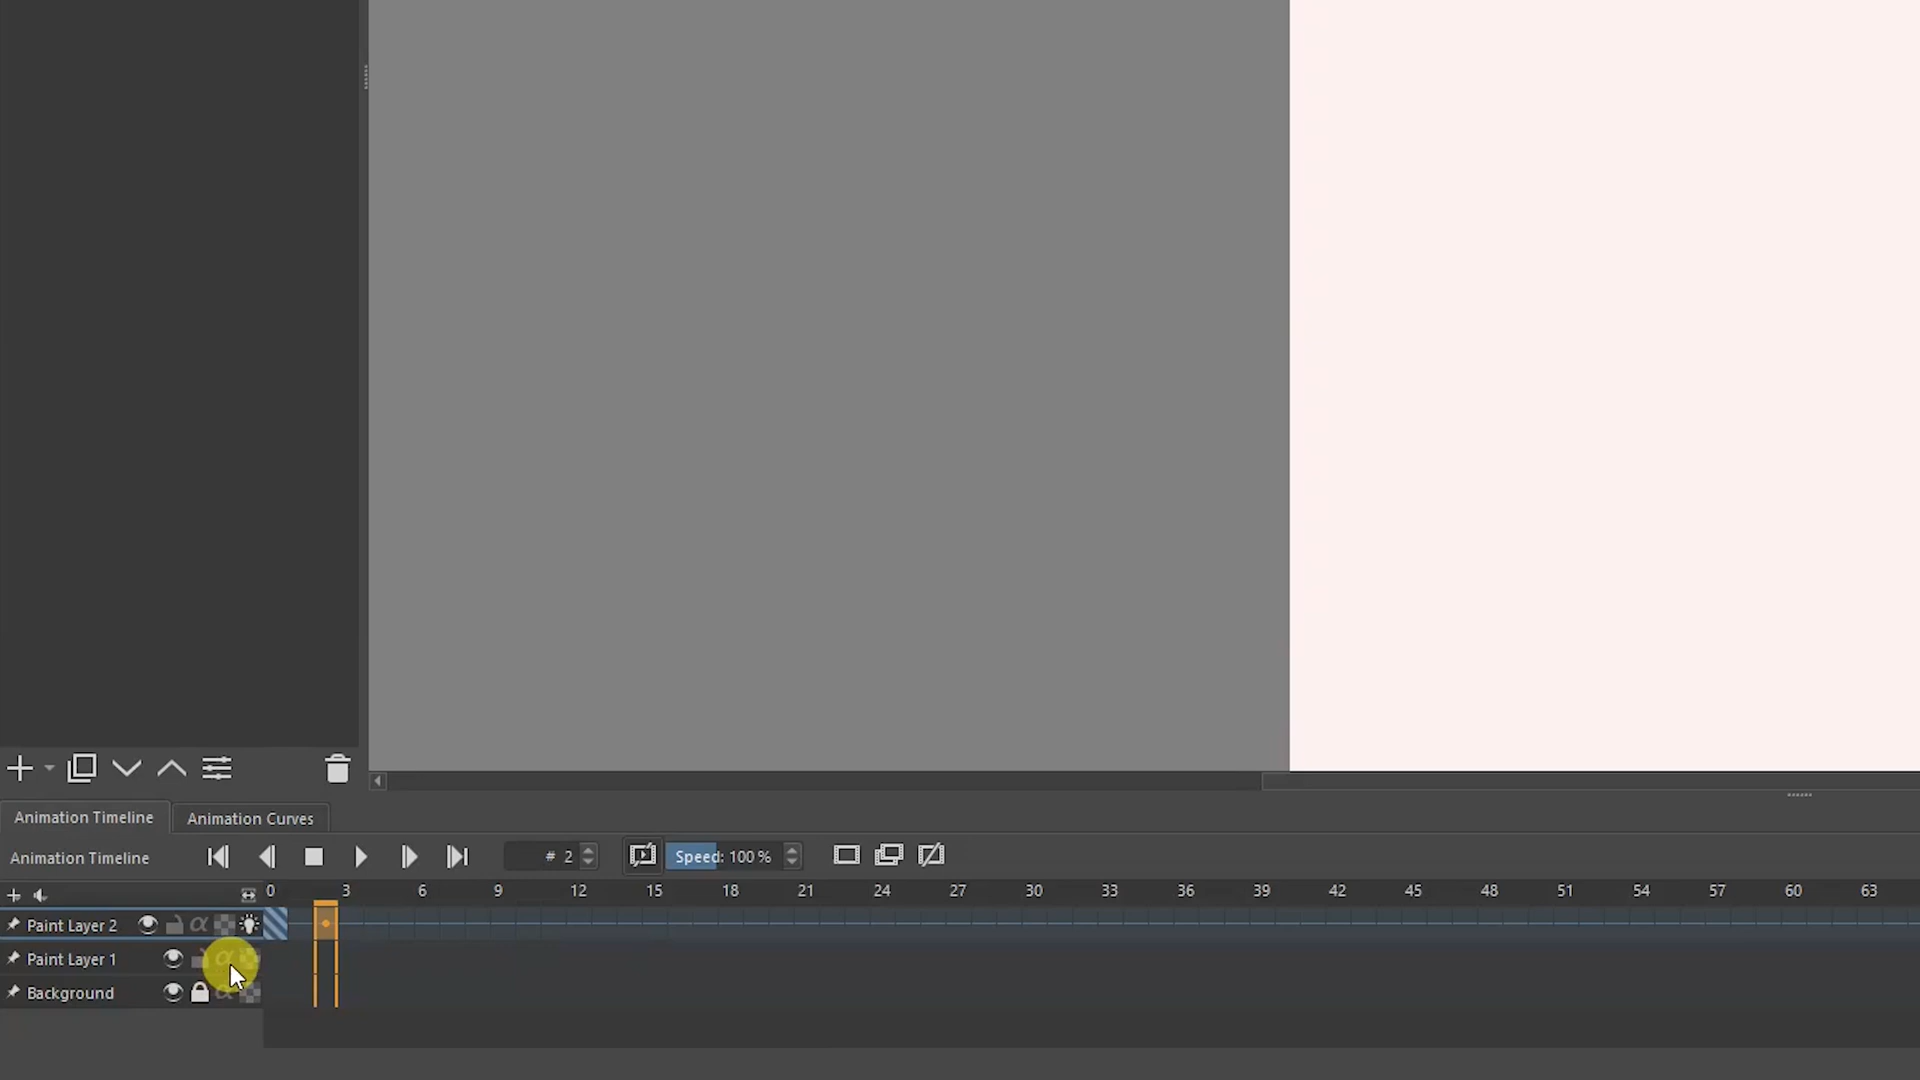 Animation Timeline Animation Curves
Animation Timeline # 2 Speed: 100 %
0 3 6 9 12 15 18 21 24 27 30 33 36 39 42 45 48 51 54 57 60 63
Paint Layer 2 α
Paint Layer 1 α
Background α